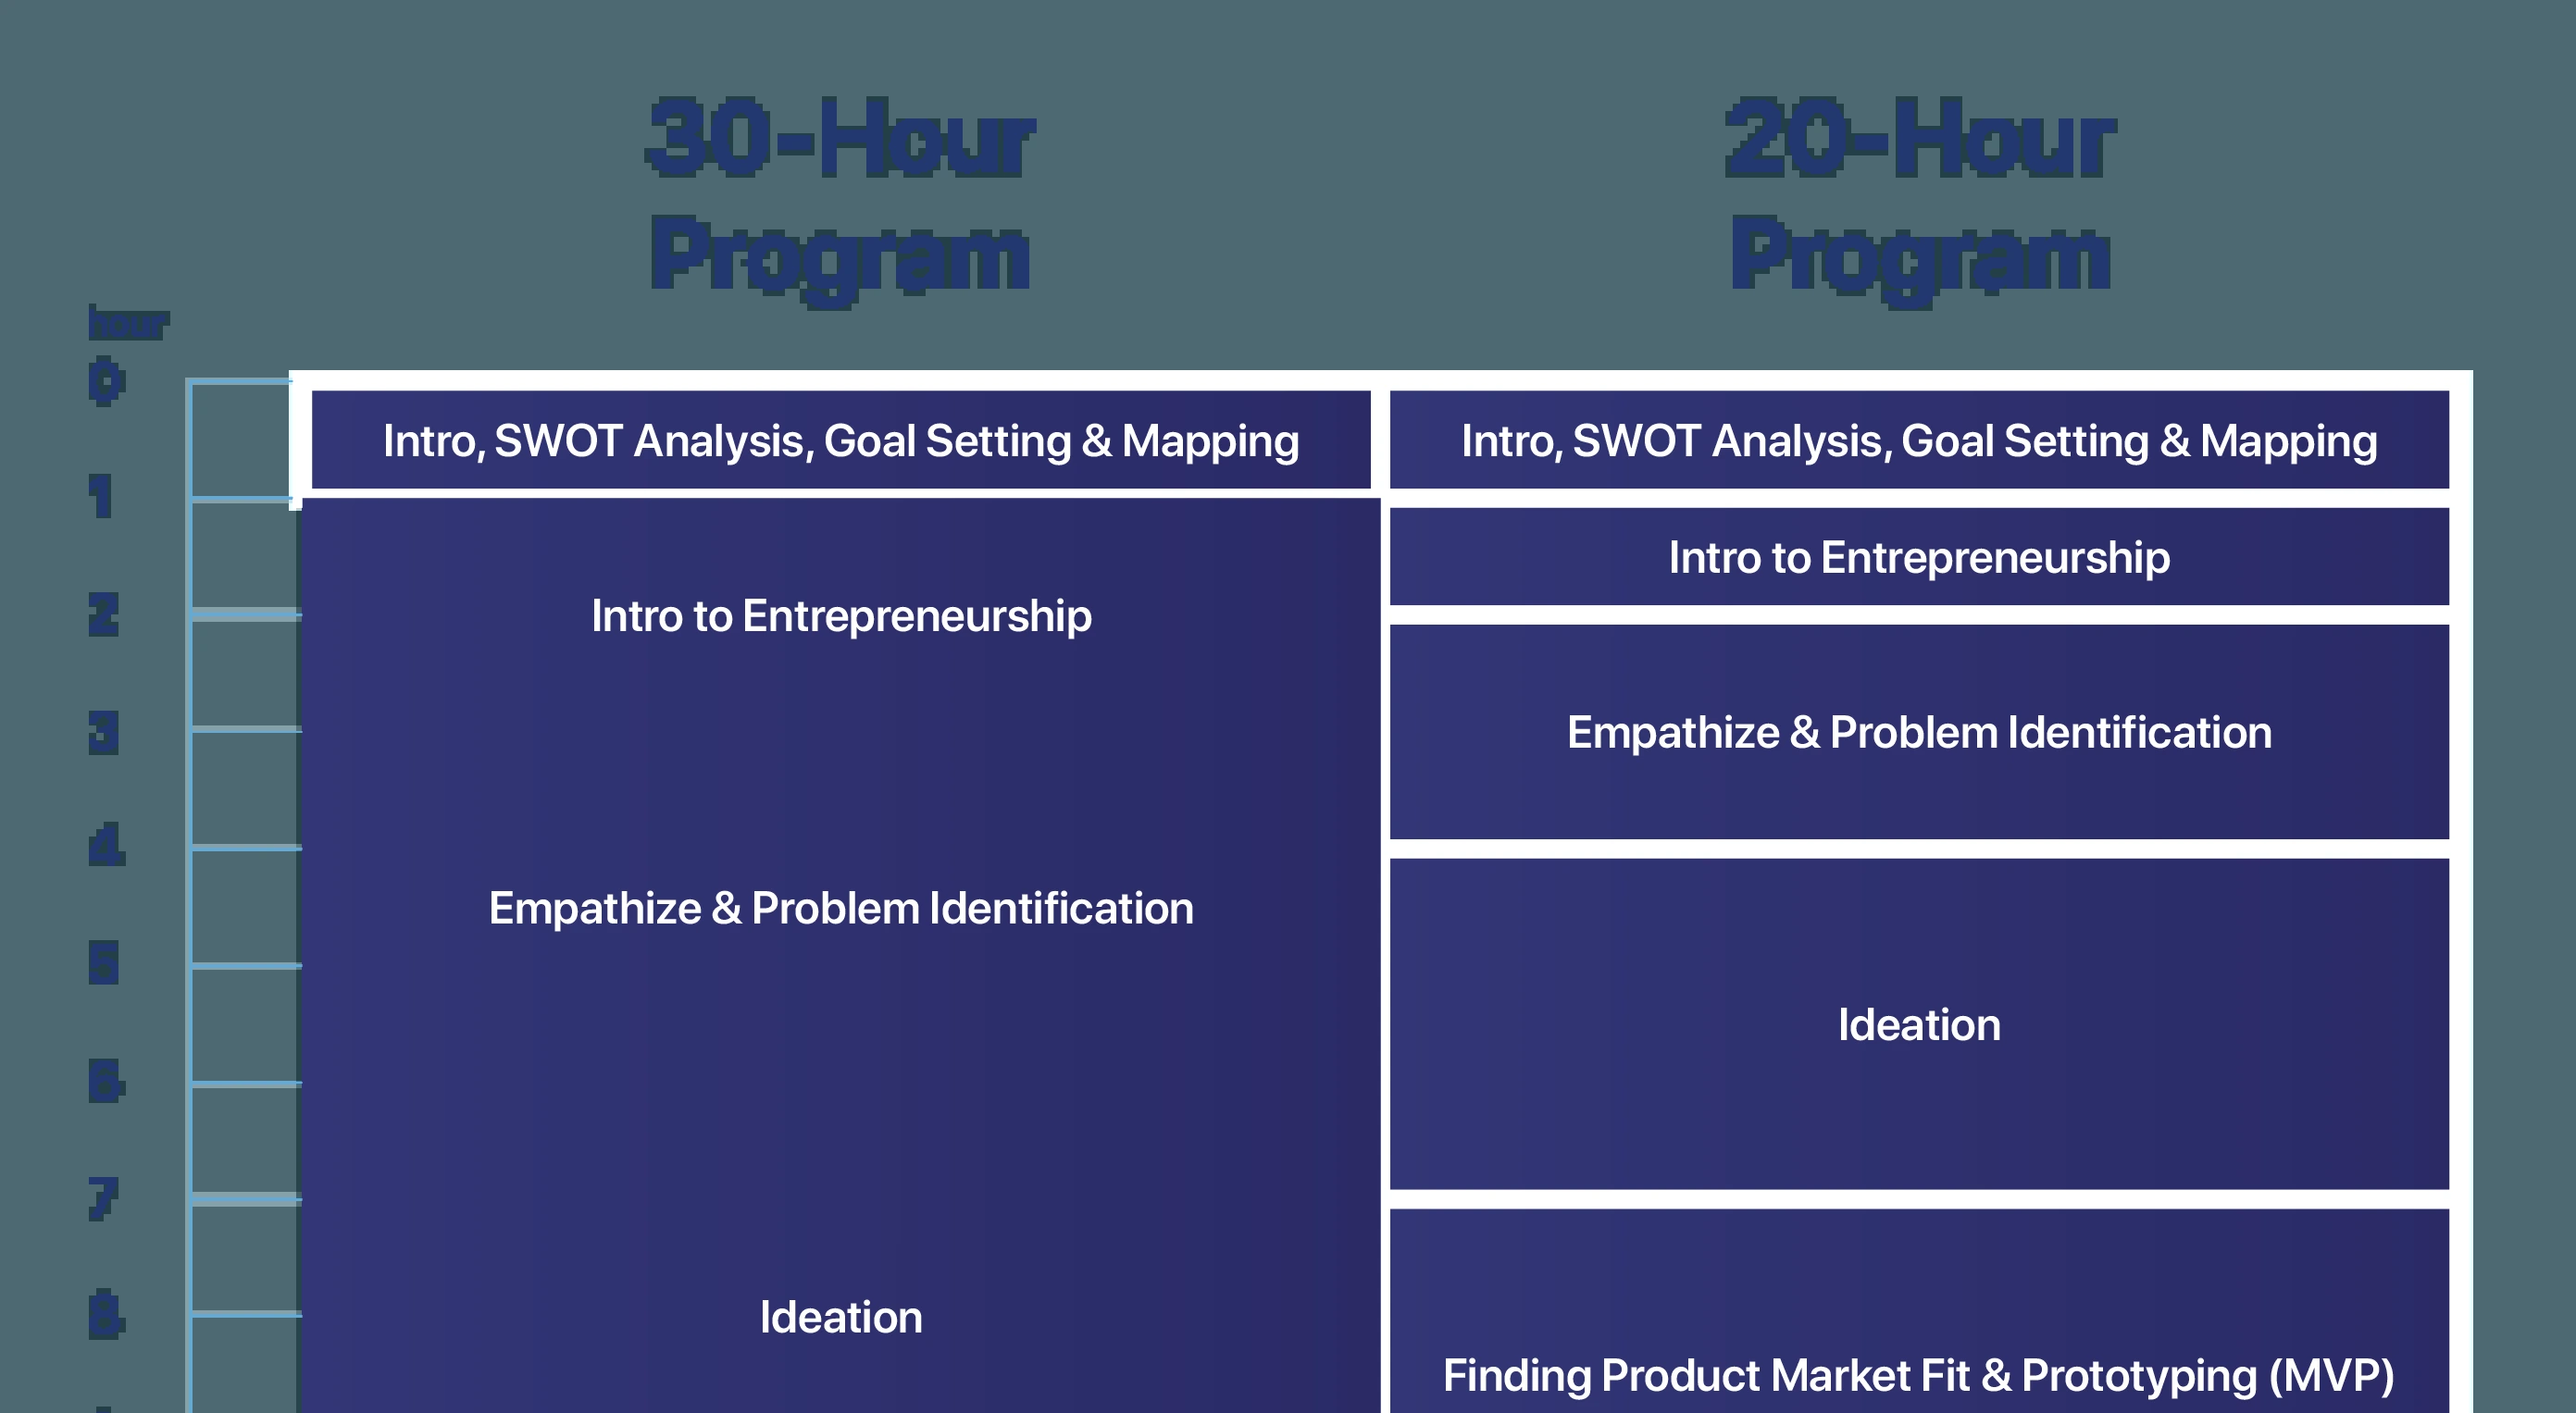 30-Hour
Program
20-Hour
Program
hour
0
Intro, SWOT Analysis, Goal Setting & Mapping
Intro, SWOT Analysis, Goal Setting & Mapping
1
Intro to Entrepreneurship
2
Intro to Entrepreneurship
3
Empathize & Problem Identification
4
Empathize & Problem Identification
5
Ideation
6
7
8
Ideation
Finding Product Market Fit & Prototyping (MVP)